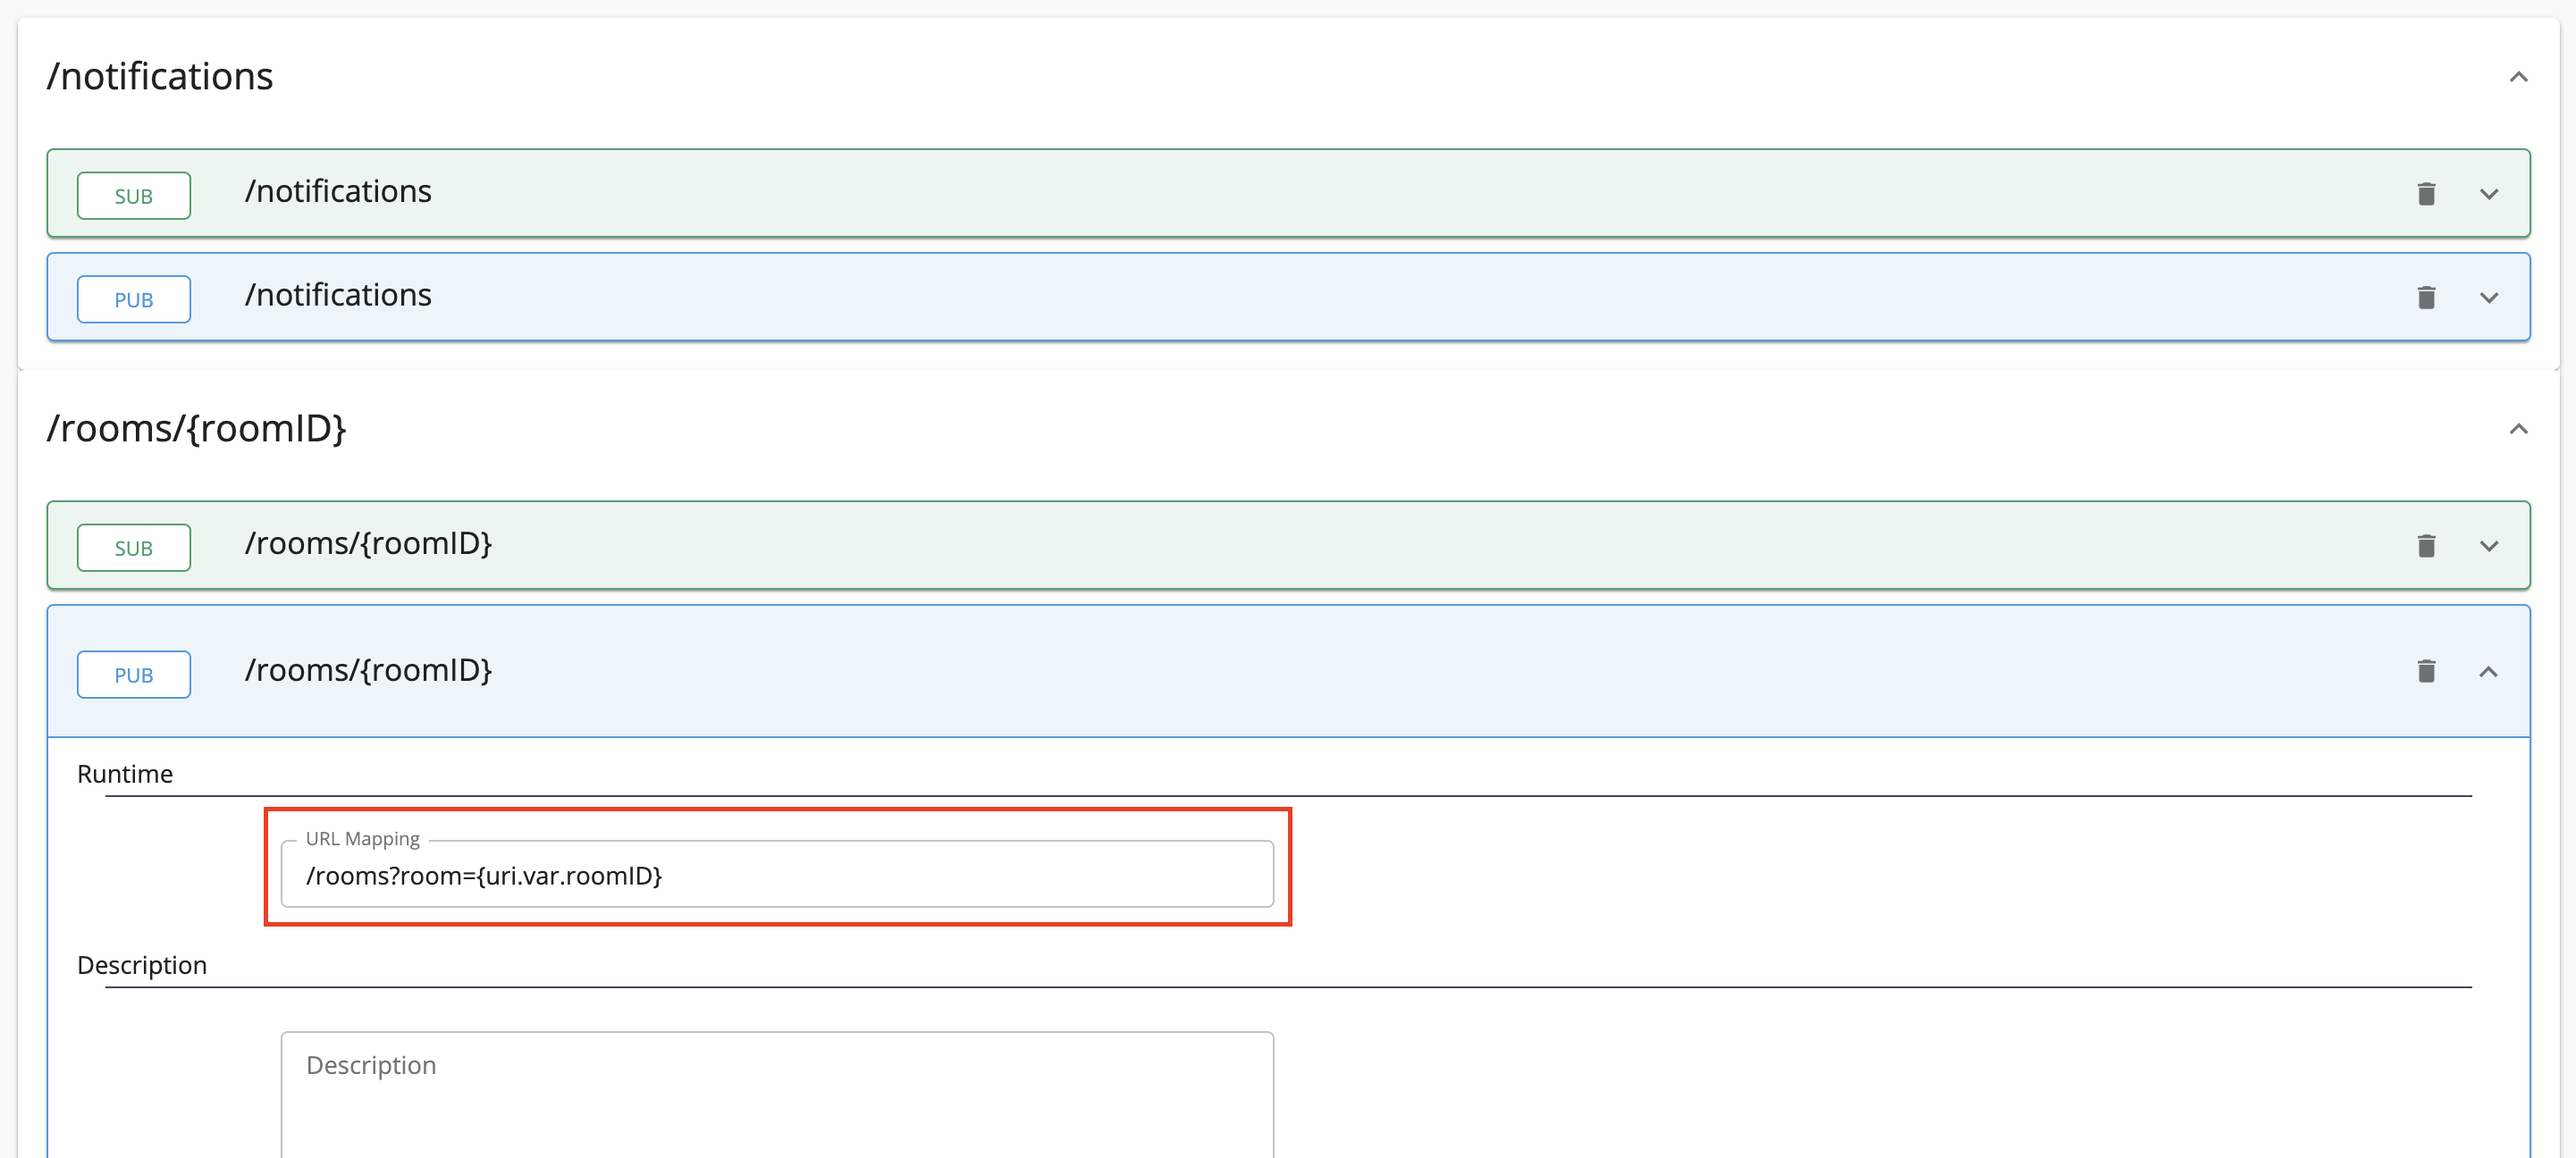 /notifications
SUB /notifications
PUB /notifications
/rooms/{roomID}
SUB /rooms/{roomID}
PUB /rooms/{roomID}
Runtime
URL Mapping
/rooms?room={uri.var.roomID}
Description
Description